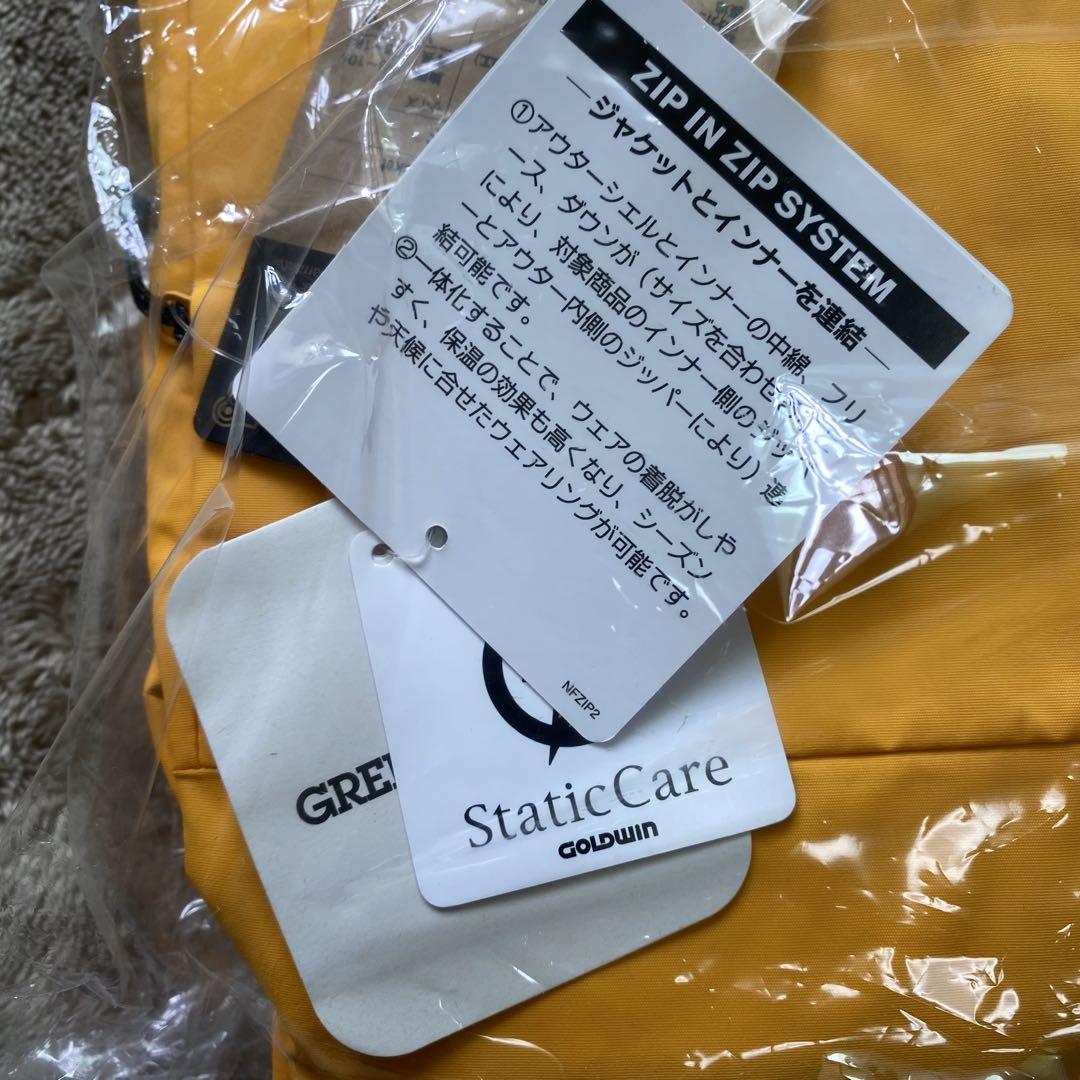 ZIP IN ZIP SYSTEM
—ジャケットとインナーを連結—
①アウターシェルとインナーの中綿、フリ
ース、ダウンが(サイズを合わせ
により、対象商品のインナー側のジッパ
ーとアウター内側のジッパーにより)連
結可能です。
②一体化することで、ウエアの着脱がしや
すく、保温の効果も高くなり、シーズン
や天候に合せたウエアリングが可能です。
NFZIP2
StaticCare
GOLDWIN